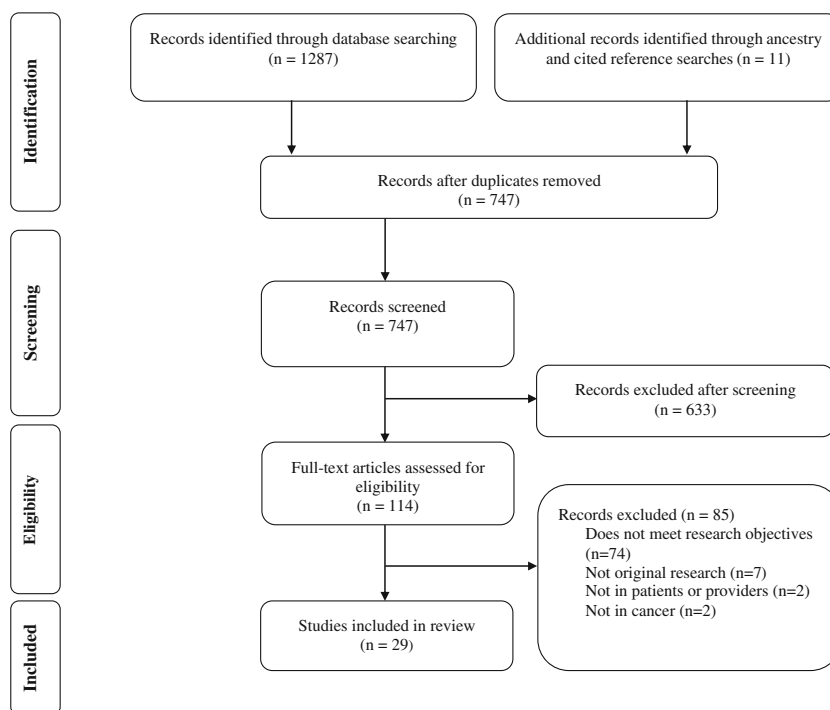 Identification
Records identified through database searching
(n = 1287)
Additional records identified through ancestry
and cited reference searches (n = 11)
Records after duplicates removed
(n = 747)
Screening
Records screened
(n = 747)
Records excluded after screening
(n = 633)
Eligibility
Full-text articles assessed for
eligibility
(n = 114)
Records excluded (n = 85)
Does not meet research objectives
(n=74)
Not original research (n=7)
Not in patients or providers (n=2)
Not in cancer (n=2)
Included
Studies included in review
(n = 29)